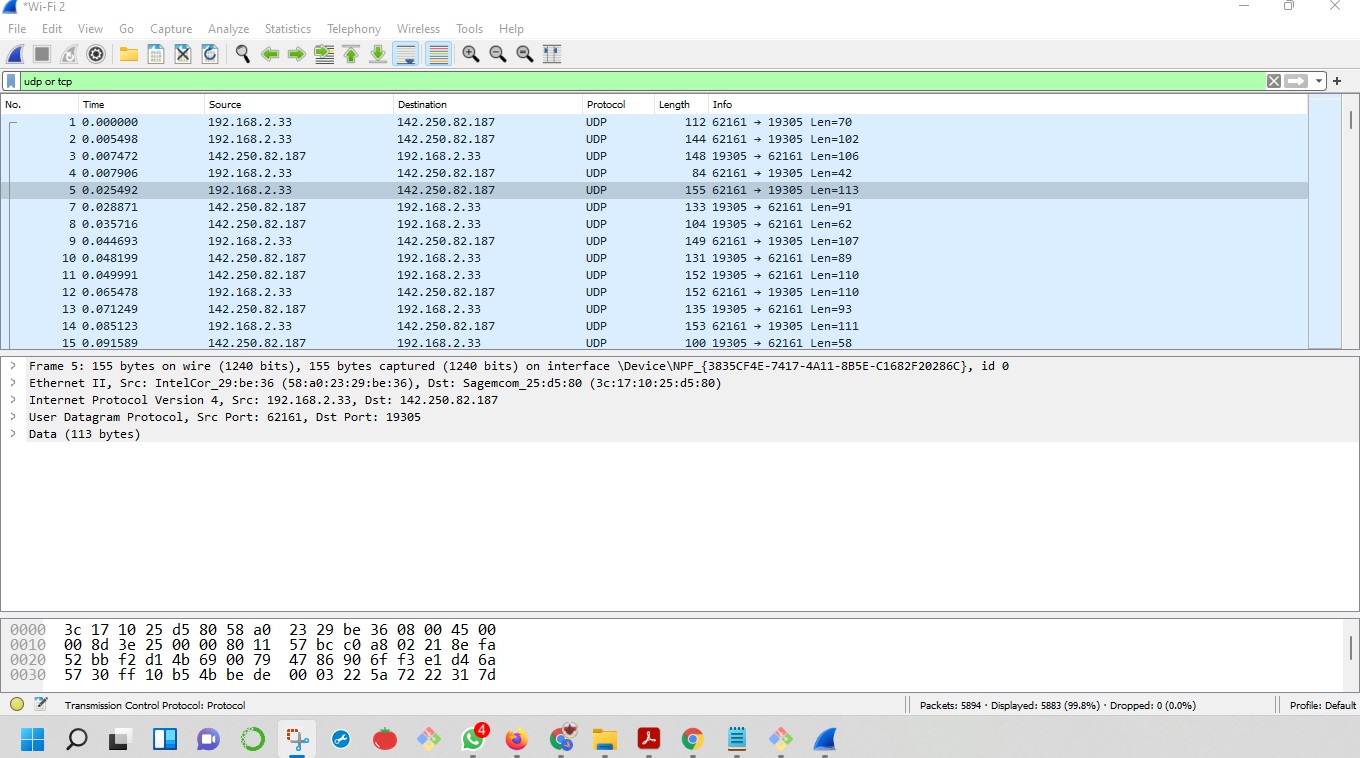 *Wi-Fi 2
File Edit View Go Capture Analyze Statistics Telephony Wireless Tools Help
udp or tcp
No. Time Source Destination Protocol Length Info
1 0.000000 192.168.2.33 142.250.82.187 UDP 112 62161 → 19305 Len=70
2 0.005498 192.168.2.33 142.250.82.187 UDP 144 62161 → 19305 Len=102
3 0.007472 142.250.82.187 192.168.2.33 UDP 148 19305 → 62161 Len=106
4 0.007906 192.168.2.33 142.250.82.187 UDP 84 62161 → 19305 Len=42
5 0.025492 192.168.2.33 142.250.82.187 UDP 155 62161 → 19305 Len=113
7 0.028871 142.250.82.187 192.168.2.33 UDP 133 19305 → 62161 Len=91
8 0.035716 142.250.82.187 192.168.2.33 UDP 104 19305 → 62161 Len=62
9 0.044693 192.168.2.33 142.250.82.187 UDP 149 62161 → 19305 Len=107
10 0.048199 142.250.82.187 192.168.2.33 UDP 131 19305 → 62161 Len=89
11 0.049991 142.250.82.187 192.168.2.33 UDP 152 19305 → 62161 Len=110
12 0.065478 192.168.2.33 142.250.82.187 UDP 152 62161 → 19305 Len=110
13 0.071249 142.250.82.187 192.168.2.33 UDP 135 19305 → 62161 Len=93
14 0.085123 192.168.2.33 142.250.82.187 UDP 153 62161 → 19305 Len=111
15 0.091589 142.250.82.187 192.168.2.33 UDP 100 19305 → 62161 Len=58
Frame 5: 155 bytes on wire (1240 bits), 155 bytes captured (1240 bits) on interface \Device\NPF_{3835CF4E-7417-4A11-8B5E-C1682F20286C}, id 0
Ethernet II, Src: IntelCor_29:be:36 (58:a0:23:29:be:36), Dst: Sagemcom_25:d5:80 (3c:17:10:25:d5:80)
Internet Protocol Version 4, Src: 192.168.2.33, Dst: 142.250.82.187
User Datagram Protocol, Src Port: 62161, Dst Port: 19305
Data (113 bytes)
0000 3c 17 10 25 d5 80 58 a0 23 29 be 36 08 00 45 00
0010 00 8d 3e 25 00 00 80 11 57 bc c0 a8 02 21 8e fa
0020 52 bb f2 d1 4b 69 00 79 47 86 90 6f f3 e1 d4 6a
0030 57 30 ff 10 b5 4b be de 00 03 22 5a 72 22 31 7d
Transmission Control Protocol: Protocol Packets: 5894 · Displayed: 5883 (99.8%) · Dropped: 0 (0.0%) Profile: Default
4